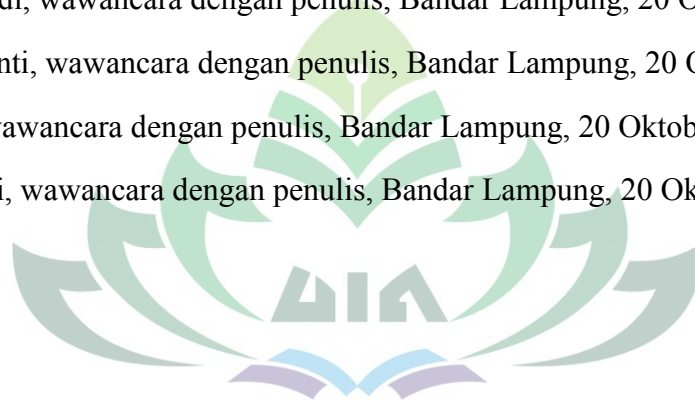 di, wawancara dengan penulis, Bandar Lampung, 20 O
nti, wawancara dengan penulis, Bandar Lampung, 20 O
wawancara dengan penulis, Bandar Lampung, 20 Oktob
i, wawancara dengan penulis, Bandar Lampung, 20 Ok
UIN